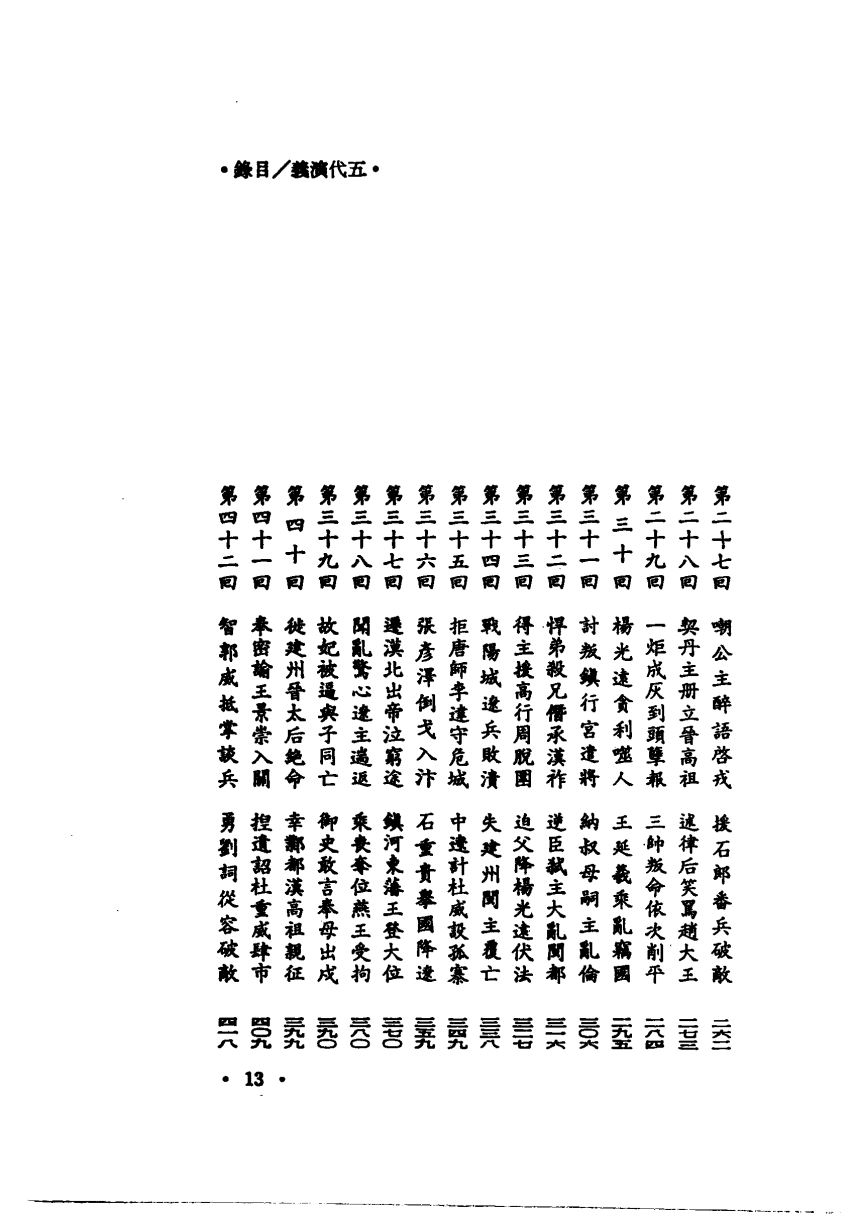 •錄目／義演代五•
第二十七回　嘲公主醉語啓戎　援石郎番兵破敵　二六二
第二十八回　契丹主册立晉高祖　述律后笑罵趙大王　二七三
第二十九回　一炬成灰到頭孽報　三帥叛命依次削平　二八四
第三十回　楊光遠貪利噬人　王延羲乘亂竊國　二九五
第三十一回　討叛鎮行宮遣將　納叔母嗣主亂倫　三〇六
第三十二回　悍弟殺兄僭承漢祚　逆臣弒主大亂閩都　三一六
第三十三回　得主援高行周脫圍　迫父降楊光遠伏法　三二七
第三十四回　戰陽城遼兵敗潰　失建州閩主覆亡　三三八
第三十五回　拒唐師李達守危城　中遼計杜威設孤寨　三四九
第三十六回　張彥澤倒戈入汴　石重貴舉國降遼　三五九
第三十七回　遷漢北出帝泣窮途　鎮河東藩王登大位　三七〇
第三十八回　聞亂驚心遼主遄返　乘喪奪位燕王受拘　三八〇
第三十九回　故妃被逼與子同亡　御史敢言奉母出戍　三九〇
第四十回　徙建州晉太后絶命　幸鄴都漢高祖親征　三九九
第四十一回　奉密諭王景崇入關　捏遺詔杜重威肆市　四〇九
第四十二回　智郭威抵掌談兵　勇劉詞從容破敵　四一八
• 13 •